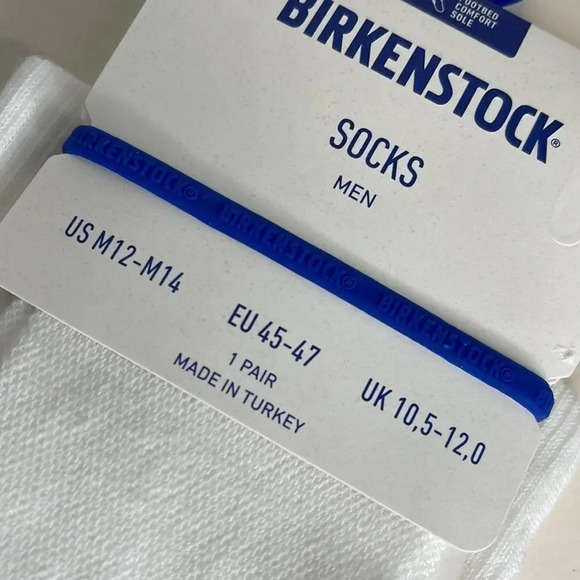 FOOTBED
COMFORT
SOLE
BIRKENSTOCK®
SOCKS
MEN
BIRKENSTOCK® BIRKENSTOCK® BIRKENSTOCK®
US M12-M14
EU 45-47
UK 10,5-12,0
1 PAIR
MADE IN TURKEY